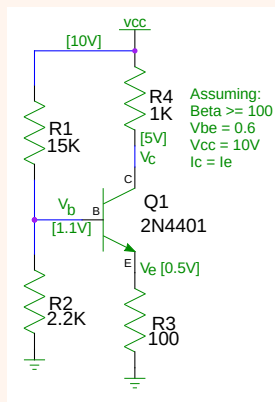 vcc
[10V]
R4
1K
Assuming:
Beta >= 100
Vbe = 0.6
Vcc = 10V
Ic = Ie
R1
15K
[5V]
Vc
C
Q1
2N4401
Vb
B
[1.1V]
E
Ve [0.5V]
R2
2.2K
R3
100